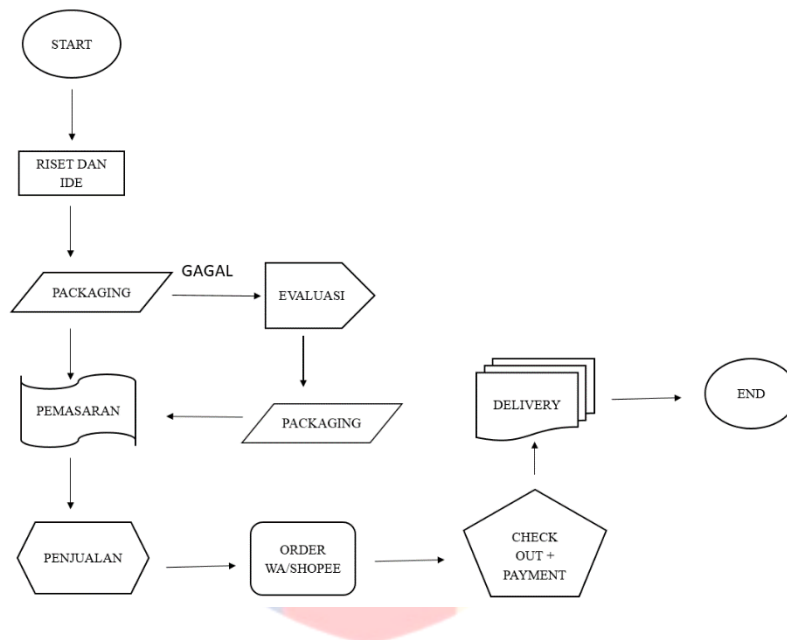 START
RISET DAN
IDE
PACKAGING
GAGAL
EVALUASI
PEMASARAN
PACKAGING
DELIVERY
END
PENJUALAN
ORDER
WA/SHOPEE
CHECK
OUT +
PAYMENT